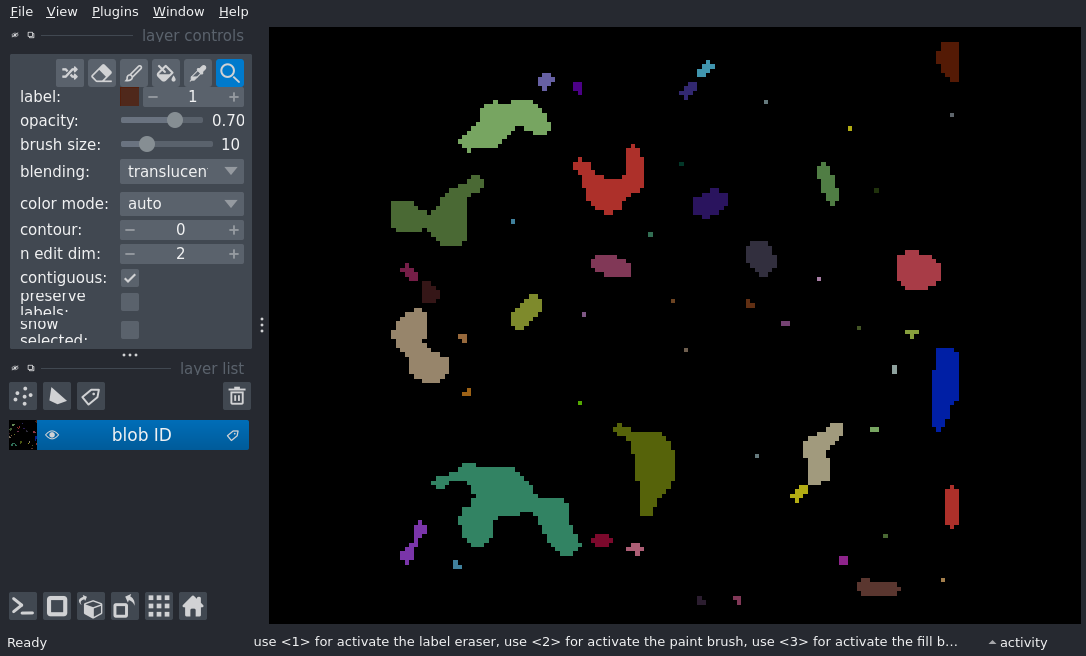 File View Plugins Window Help
layer controls
label: 1
opacity: 0.70
brush size: 10
blending: translucen
color mode: auto
contour: 0
n edit dim: 2
contiguous:
preserve
labels:
show
selected:
layer list
blob ID
Ready
use <1> for activate the label eraser, use <2> for activate the paint brush, use <3> for activate the fill b...
activity